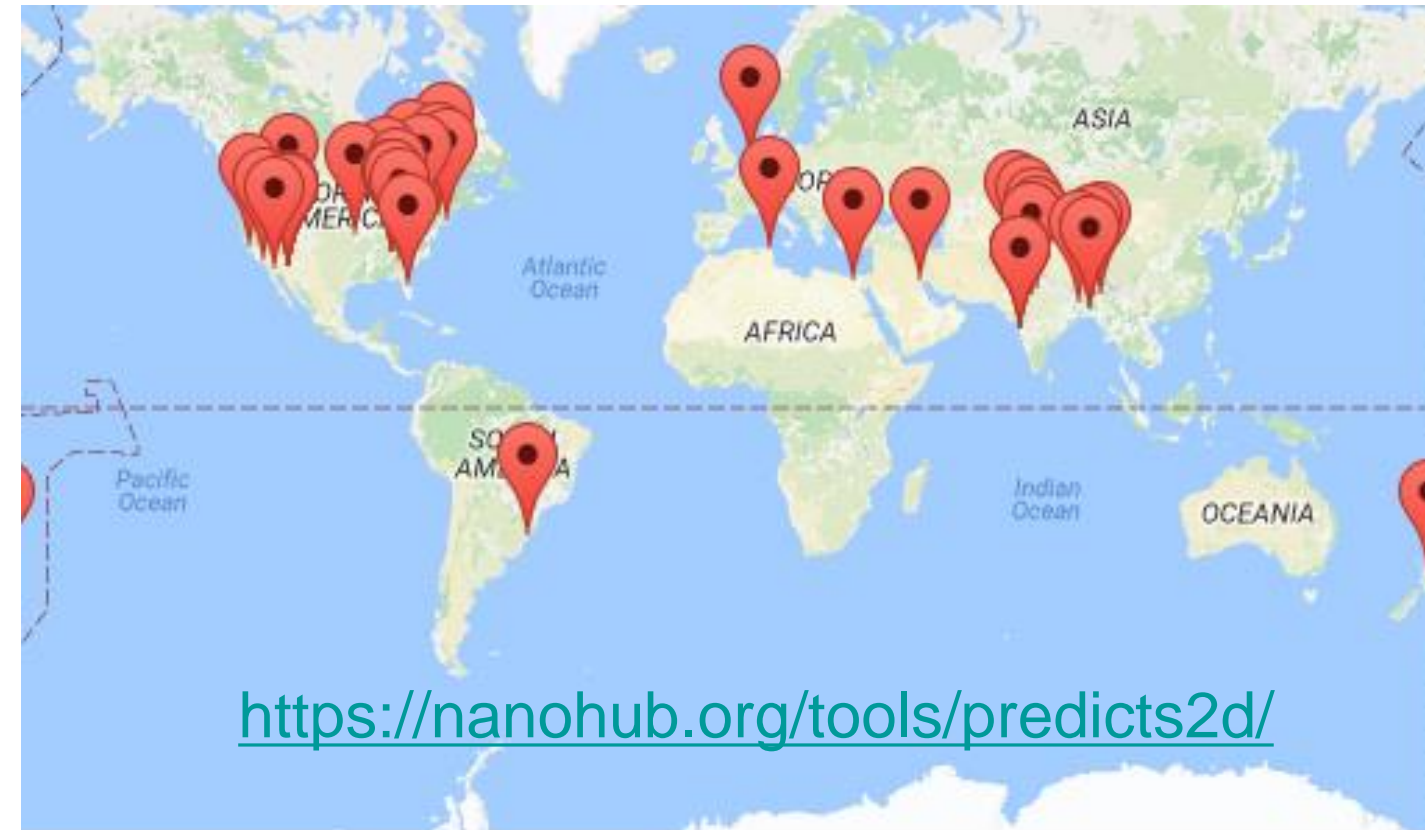 ASIA
Atlantic
Ocean
AFRICA
Pacific
Ocean
Indian
Ocean
OCEANIA
https://nanohub.org/tools/predicts2d/